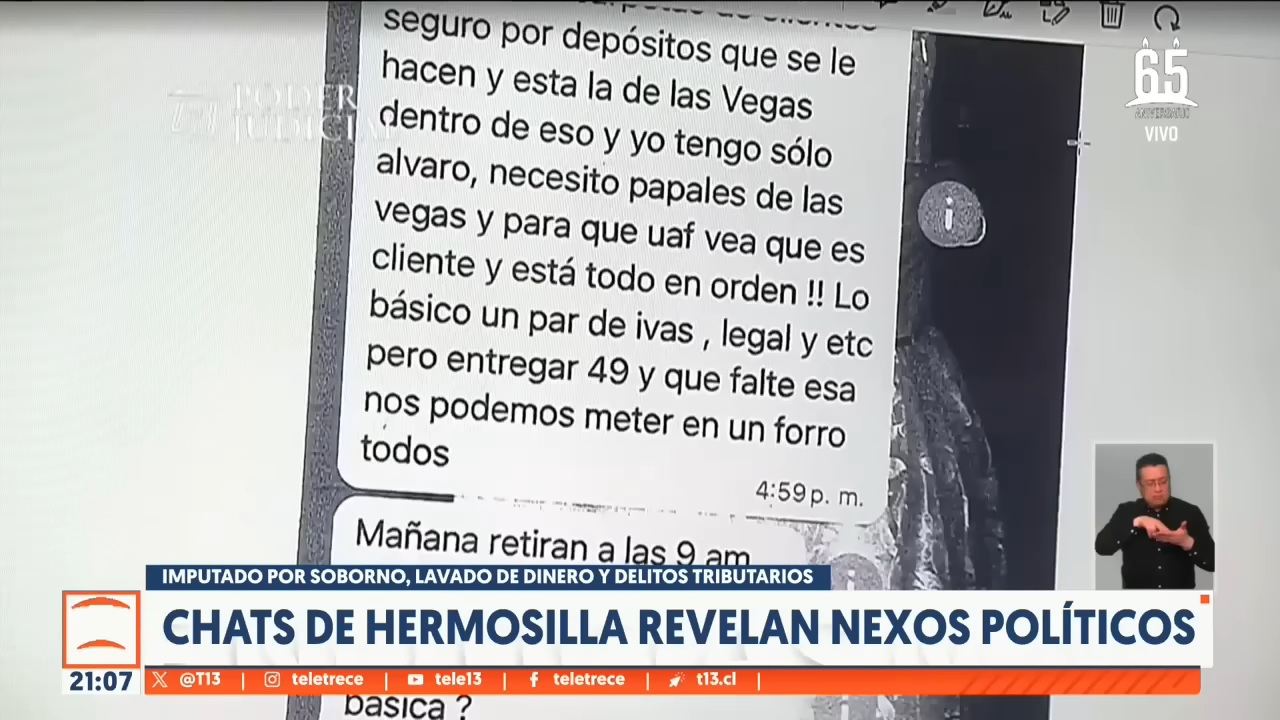 seguro por depósitos que se le
hacen y esta la de las Vegas
dentro de eso y yo tengo sólo
alvaro, necesito papales de las
vegas y para que uaf vea que es
cliente y está todo en orden !! Lo
básico un par de ivas , legal y etc
pero entregar 49 y que falte esa
nos podemos meter en un forro
todos
4:59 p. m.
Mañana retiran a las 9 am
básica ?
PODER
JUDICIAL
65
ANIVERSARIO
VIVO
IMPUTADO POR SOBORNO, LAVADO DE DINERO Y DELITOS TRIBUTARIOS
CHATS DE HERMOSILLA REVELAN NEXOS POLÍTICOS
21:07
@T13 | teletrece | tele13 | teletrece | t13.cl |